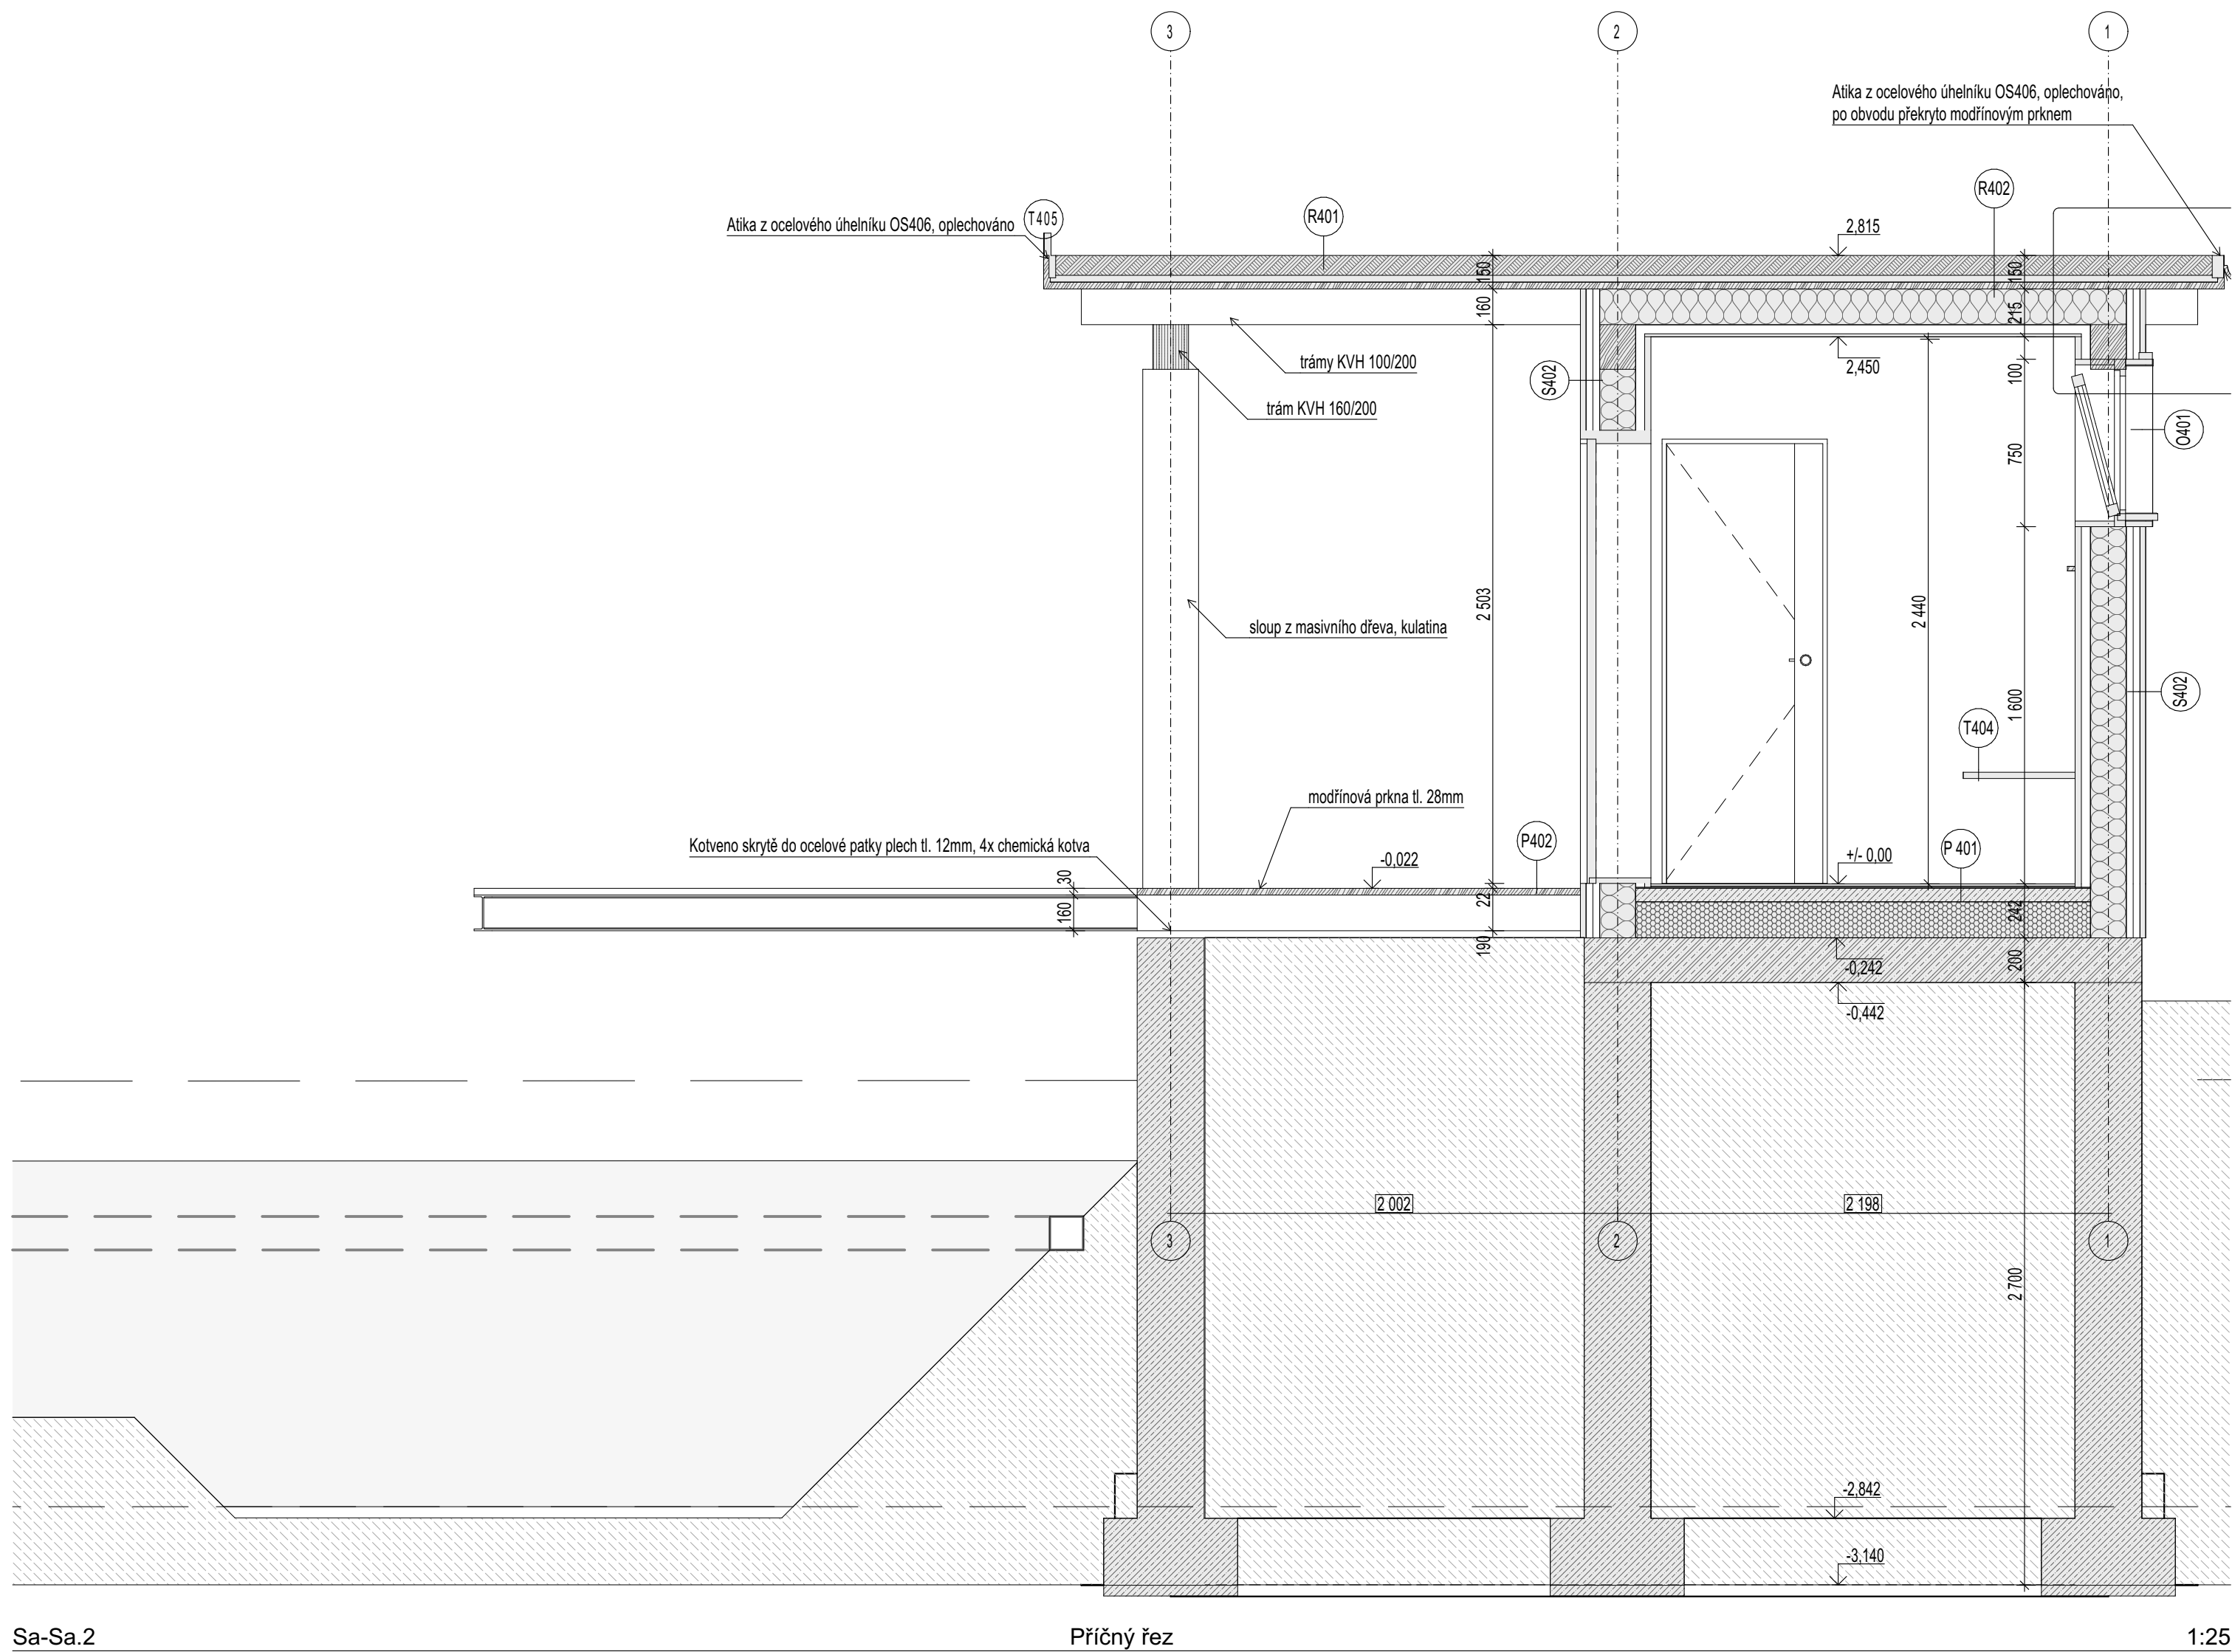 3
2
1
Atika z ocelového úhelníku OS406, oplechováno,
po obvodu překryto modřínovým prknem
R402
T405
R401
Atika z ocelového úhelníku OS406, oplechováno
2,815
150
150
160
215
trámy KVH 100/200
2,450
S402
100
trám KVH 160/200
O401
750
2 503
2 440
sloup z masivního dřeva, kulatina
S402
1 600
T404
modřínová prkna tl. 28mm
P402
P 401
Kotveno skrytě do ocelové patky plech tl. 12mm, 4x chemická kotva
-0,022
+/- 0,00
30
22
160
242
190
-0,242
200
-0,442
2 002
2 198
3
2
1
2 700
-2,842
-3,140
Sa-Sa.2
Příčný řez
1:25